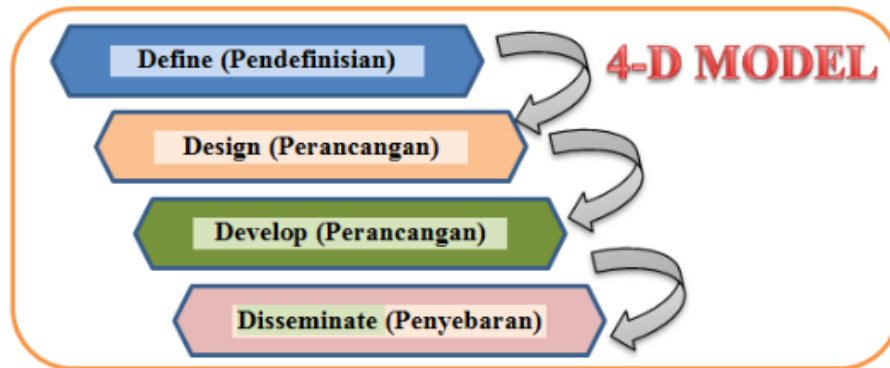 Define (Pendefinisian)
4-D MODEL
Design (Perancangan)
Develop (Perancangan)
Disseminate (Penyebaran)